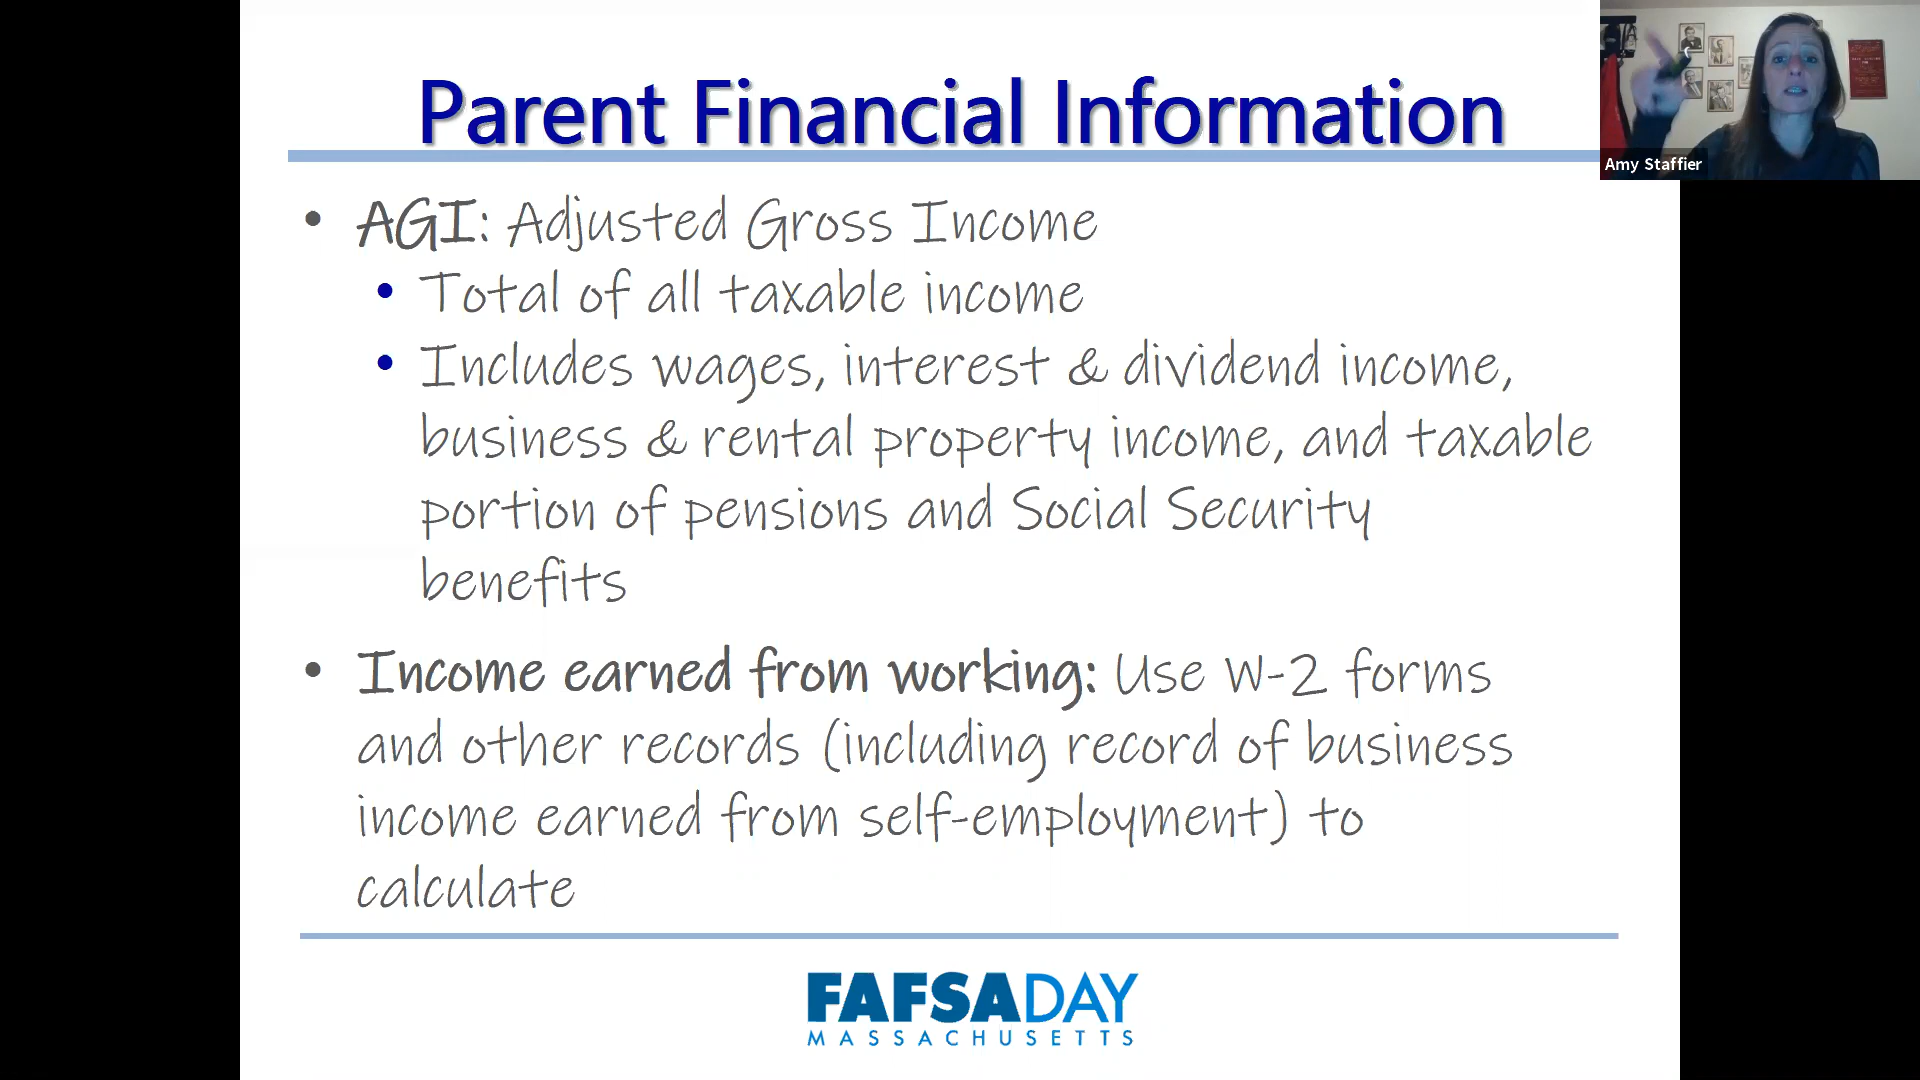 Parent Financial Information
Amy Staffier
• AGI: Adjusted Gross Income
• Total of all taxable income
• Includes wages, interest & dividend income,
business & rental property income, and taxable
portion of pensions and Social Security
benefits
• Income earned from working: Use W-2 forms
and other records (including record of business
income earned from self-employment) to
calculate
FAFSADAY
MASSACHUSETTS